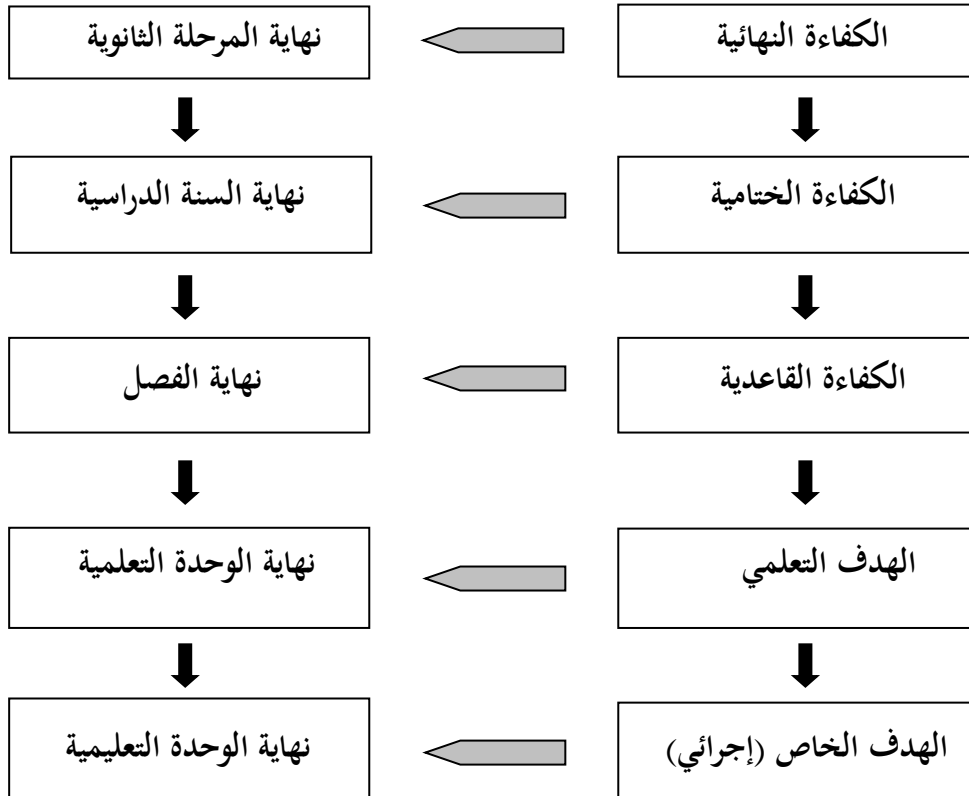 الكفاءة النهائية
نهاية المرحلة الثانوية
الكفاءة الختامية
نهاية السنة الدراسية
الكفاءة القاعدية
نهاية الفصل
الهدف التعلمي
نهاية الوحدة التعلمية
الهدف الخاص (إجرائي)
نهاية الوحدة التعليمية